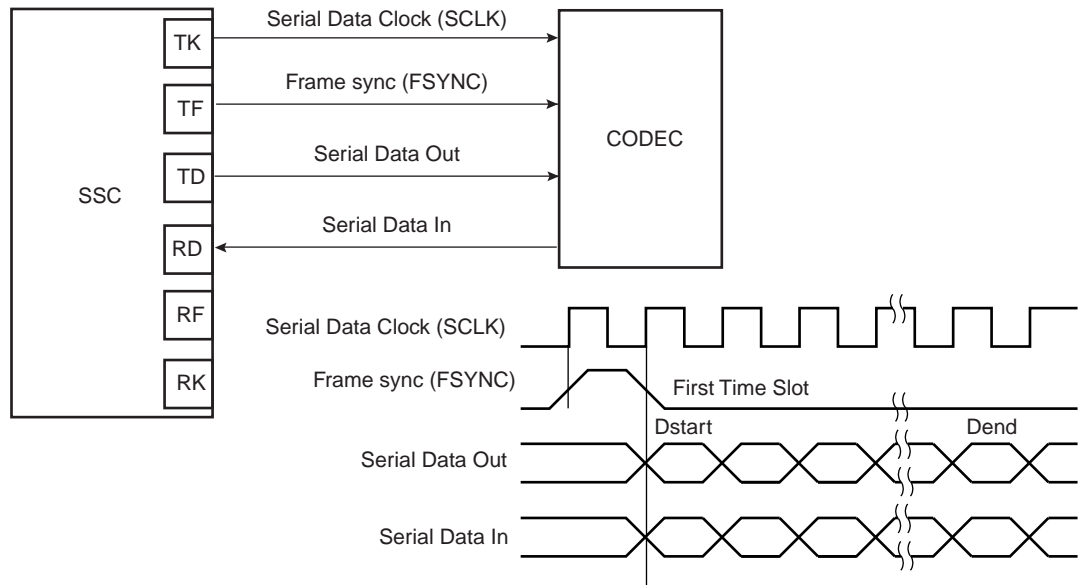 SSC
TK
TF
TD
RD
RF
RK
Serial Data Clock (SCLK)
Frame sync (FSYNC)
Serial Data Out
Serial Data In
CODEC
Serial Data Clock (SCLK)
Frame sync (FSYNC)
First Time Slot
Dstart
Dend
Serial Data Out
Serial Data In